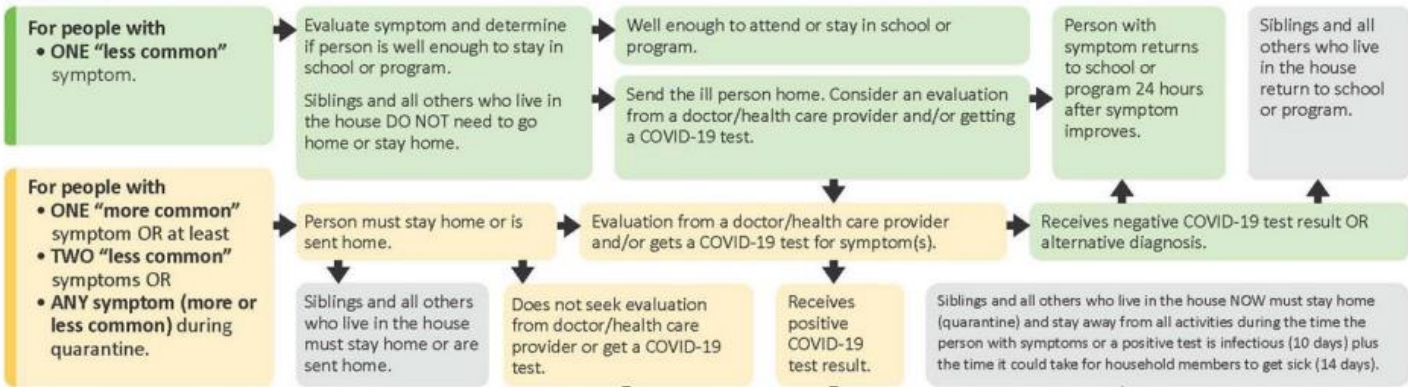 For people with
• ONE “less common”
symptom.
Evaluate symptom and determine
if person is well enough to stay in
school or program.
Siblings and all others who live in
the house DO NOT need to go
home or stay home.
Well enough to attend or stay in school or
program.
Send the ill person home. Consider an evaluation
from a doctor/health care provider and/or getting
a COVID-19 test.
Person with
symptom returns
to school or
program 24 hours
after symptom
improves.
Siblings and all
others who live
in the house
return to school
or program.
For people with
• ONE “more common”
symptom OR at least
• TWO “less common”
symptoms OR
• ANY symptom (more or
less common) during
quarantine.
Person must stay home or is
sent home.
Evaluation from a doctor/health care provider
and/or gets a COVID-19 test for symptom(s).
Receives negative COVID-19 test result OR
alternative diagnosis.
Siblings and all others
who live in the house
must stay home or are
sent home.
Does not seek evaluation
from doctor/health care
provider or get a COVID-19
test.
Receives
positive
COVID-19
test result.
Siblings and all others who live in the house NOW must stay home
(quarantine) and stay away from all activities during the time the
person with symptoms or a positive test is infectious (10 days) plus
the time it could take for household members to get sick (14 days).